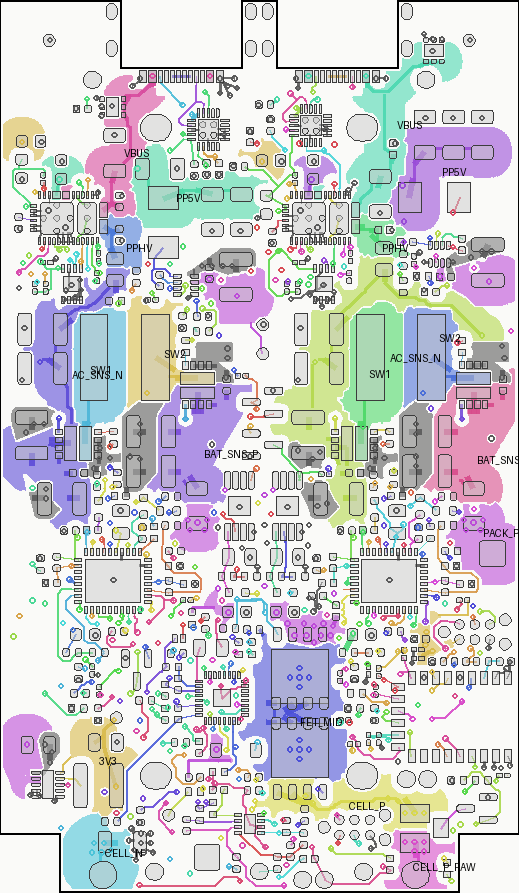 VBUS
VBUS
PP5V
PP5V
PPHV
PPHV
SW2
SW2
AC_SNS_N
SW1
SW1
AC_SNS_N
BAT_SNS_P
BAT_SNS
PACK_P
FET_MID
3V3
CELL_P
CELL_N
CELL_P_RAW